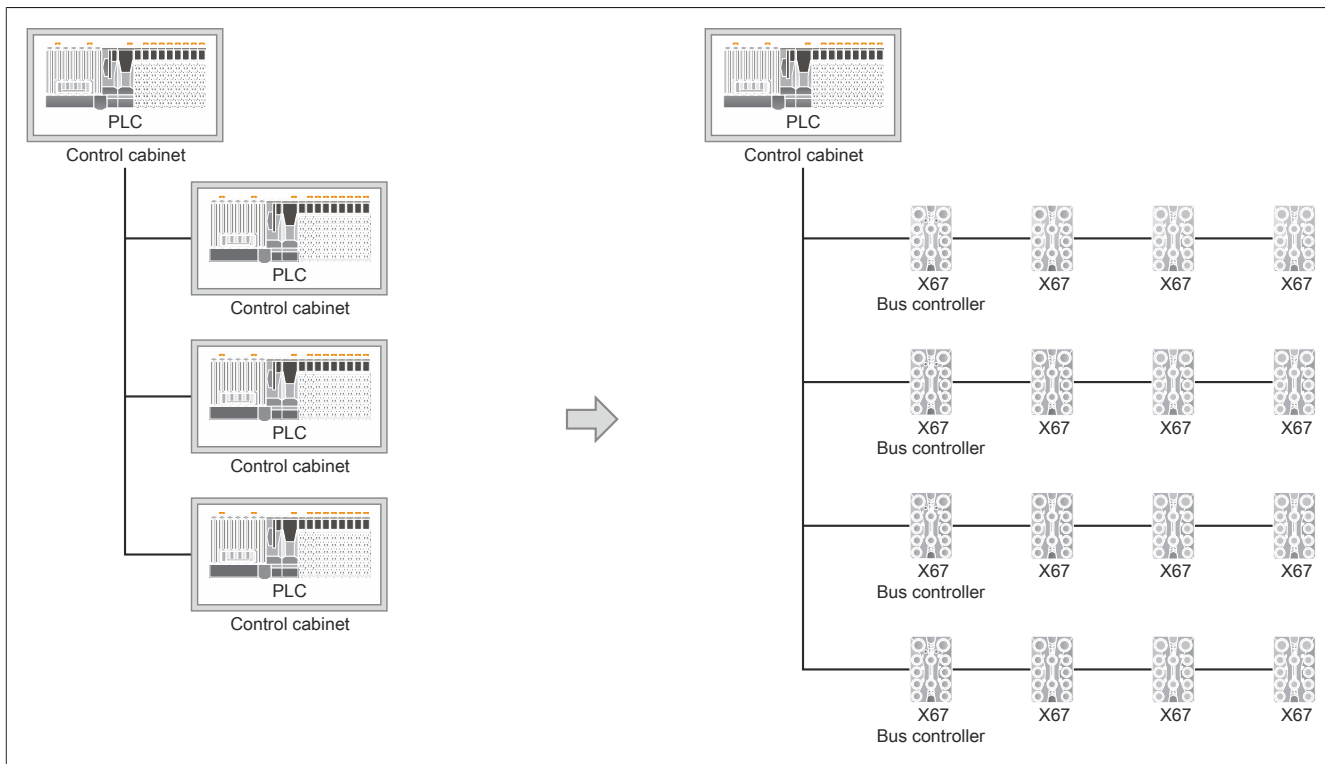 PLC
Control cabinet
PLC
Control cabinet
PLC
Control cabinet
PLC
Control cabinet
PLC
Control cabinet
X67 X67 X67 X67
Bus controller
X67 X67 X67 X67
Bus controller
X67 X67 X67 X67
Bus controller
X67 X67 X67 X67
Bus controller